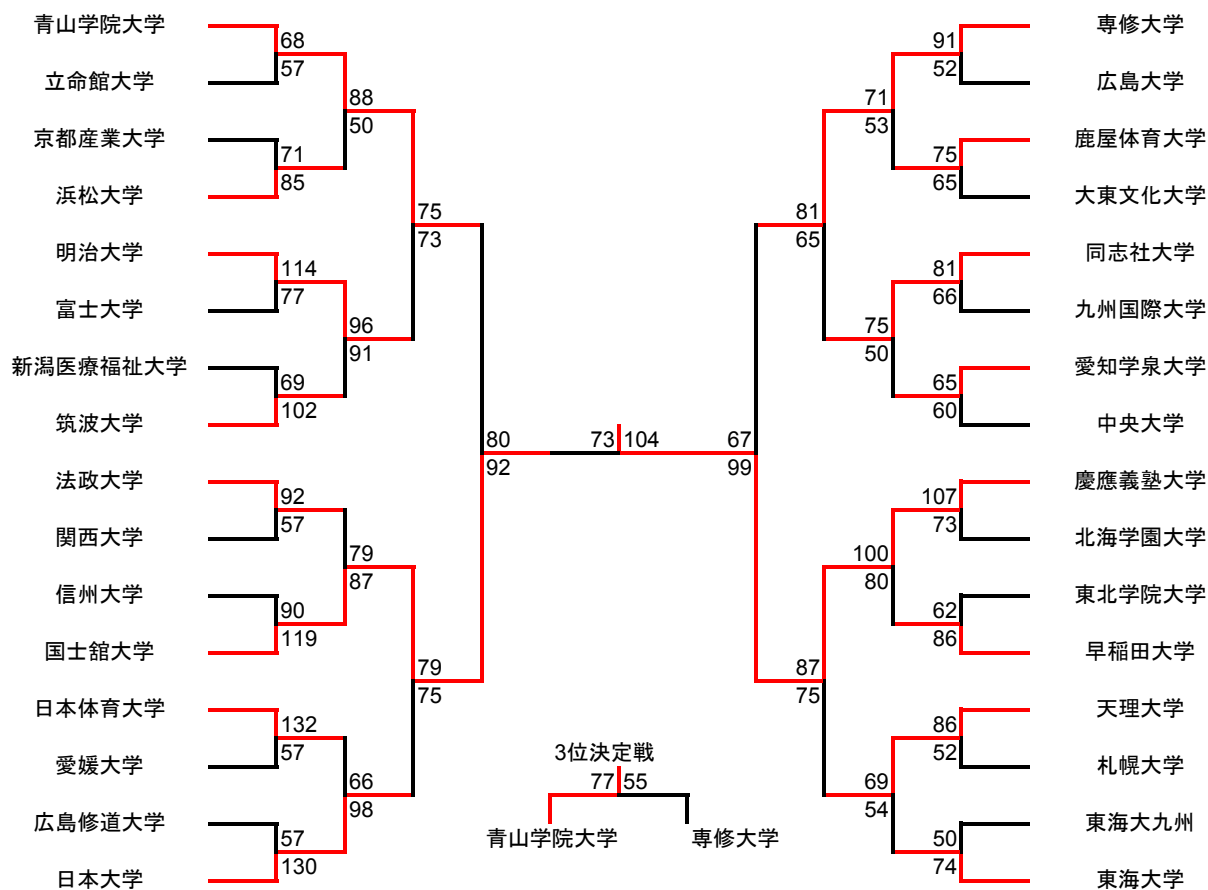 青山学院大学
68
57
立命館大学
88
50
京都産業大学
71
85
浜松大学
75
73
明治大学
114
77
富士大学
96
91
新潟医療福祉大学
69
102
筑波大学
80
92
法政大学
92
57
関西大学
79
87
信州大学
90
119
国士舘大学
79
75
日本体育大学
132
57
愛媛大学
66
98
広島修道大学
57
130
日本大学
73 104
3位決定戦
77 55
青山学院大学 専修大学
専修大学
91
52
広島大学
71
53
鹿屋体育大学
75
65
大東文化大学
81
65
同志社大学
81
66
九州国際大学
75
50
愛知学泉大学
65
60
中央大学
67
99
慶應義塾大学
107
73
北海学園大学
100
80
東北学院大学
62
86
早稲田大学
87
75
天理大学
86
52
札幌大学
69
54
東海大九州
50
74
東海大学